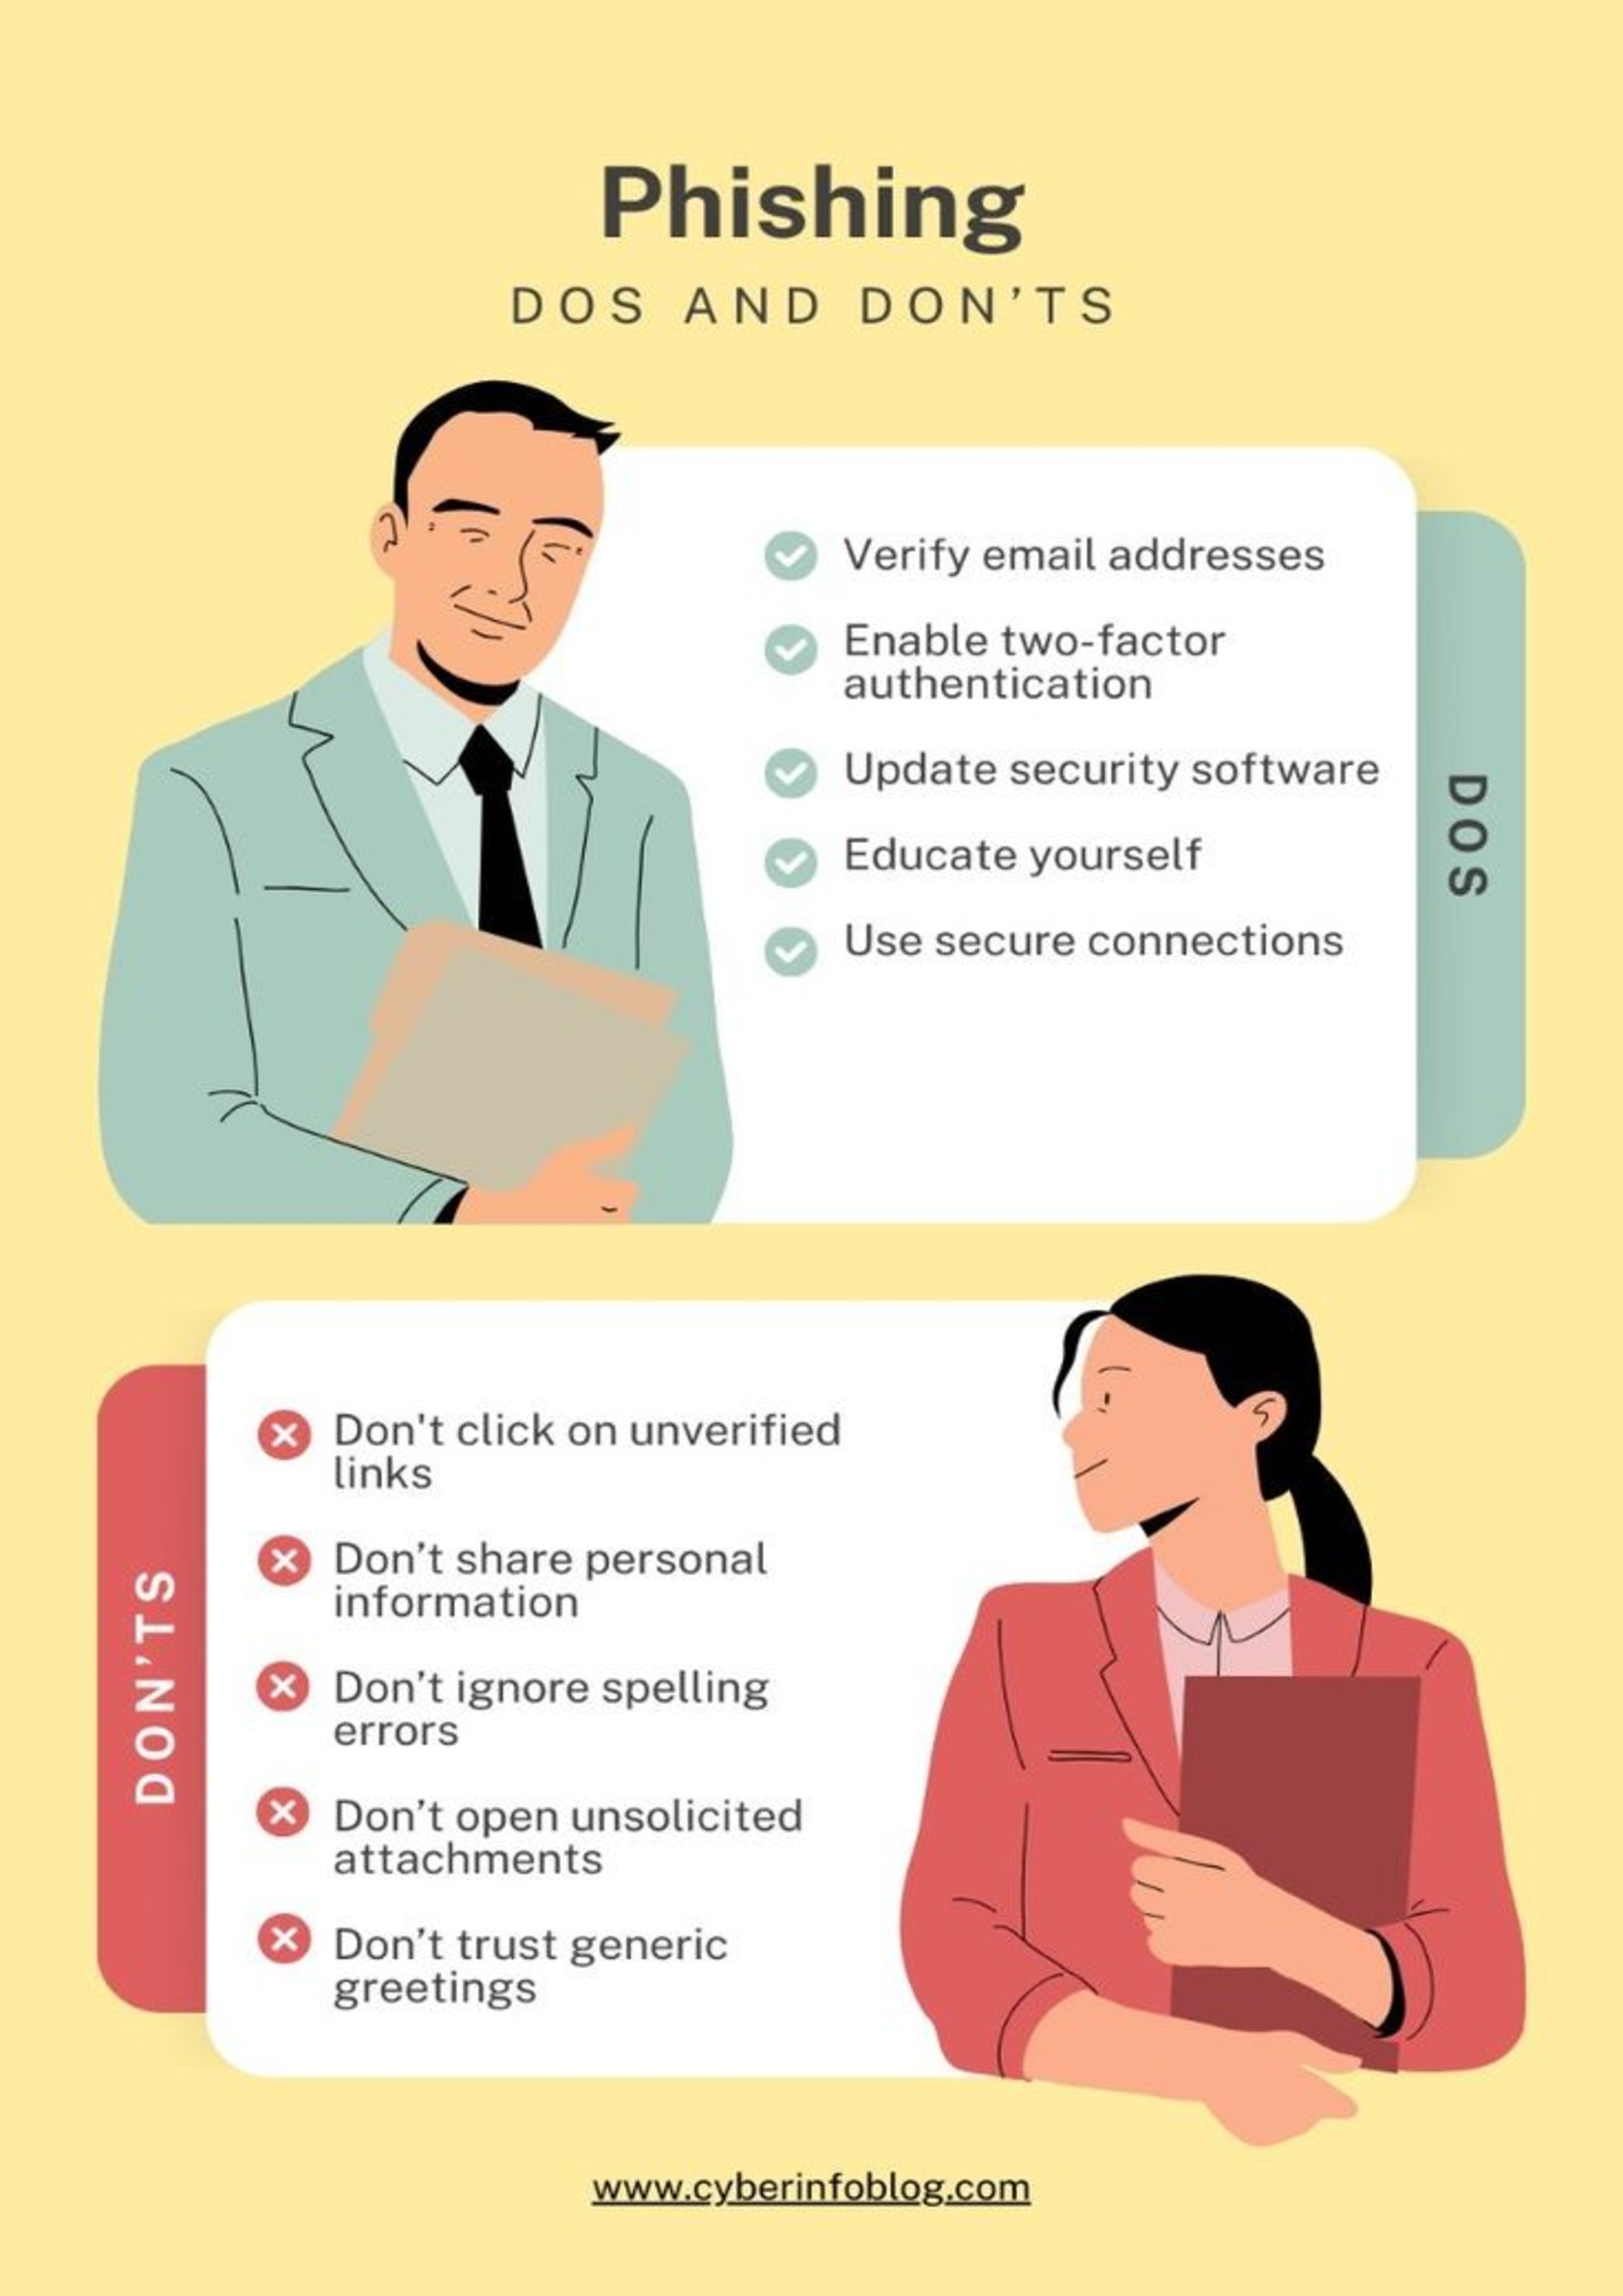 Phishing
DOS AND DON’TS
Verify email addresses
Enable two-factor
authentication
Update security software
Educate yourself
Use secure connections
DOS
DON’TS
Don't click on unverified
links
Don’t share personal
information
Don’t ignore spelling
errors
Don’t open unsolicited
attachments
Don’t trust generic
greetings
www.cyberinfoblog.com